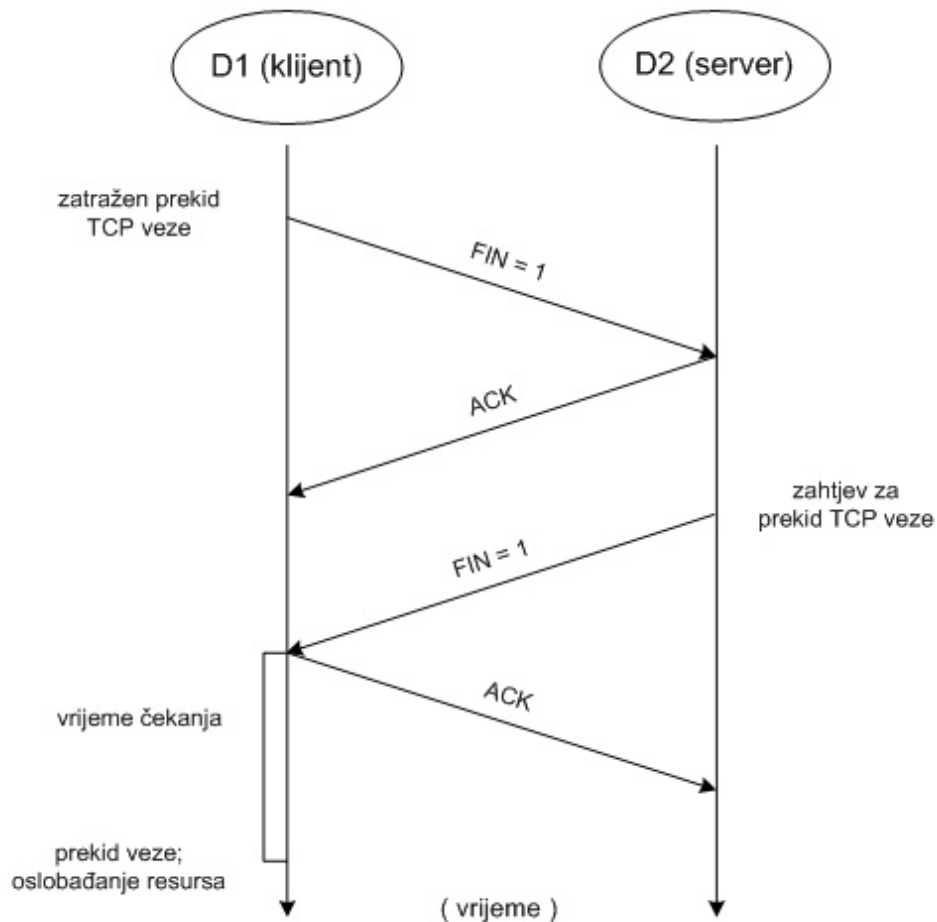 D1 (klijent)
D2 (server)
zatražen prekid
TCP veze
FIN = 1
ACK
zahtjev za
prekid TCP veze
FIN = 1
ACK
vrijeme čekanja
prekid veze;
oslobađanje resursa
( vrijeme )